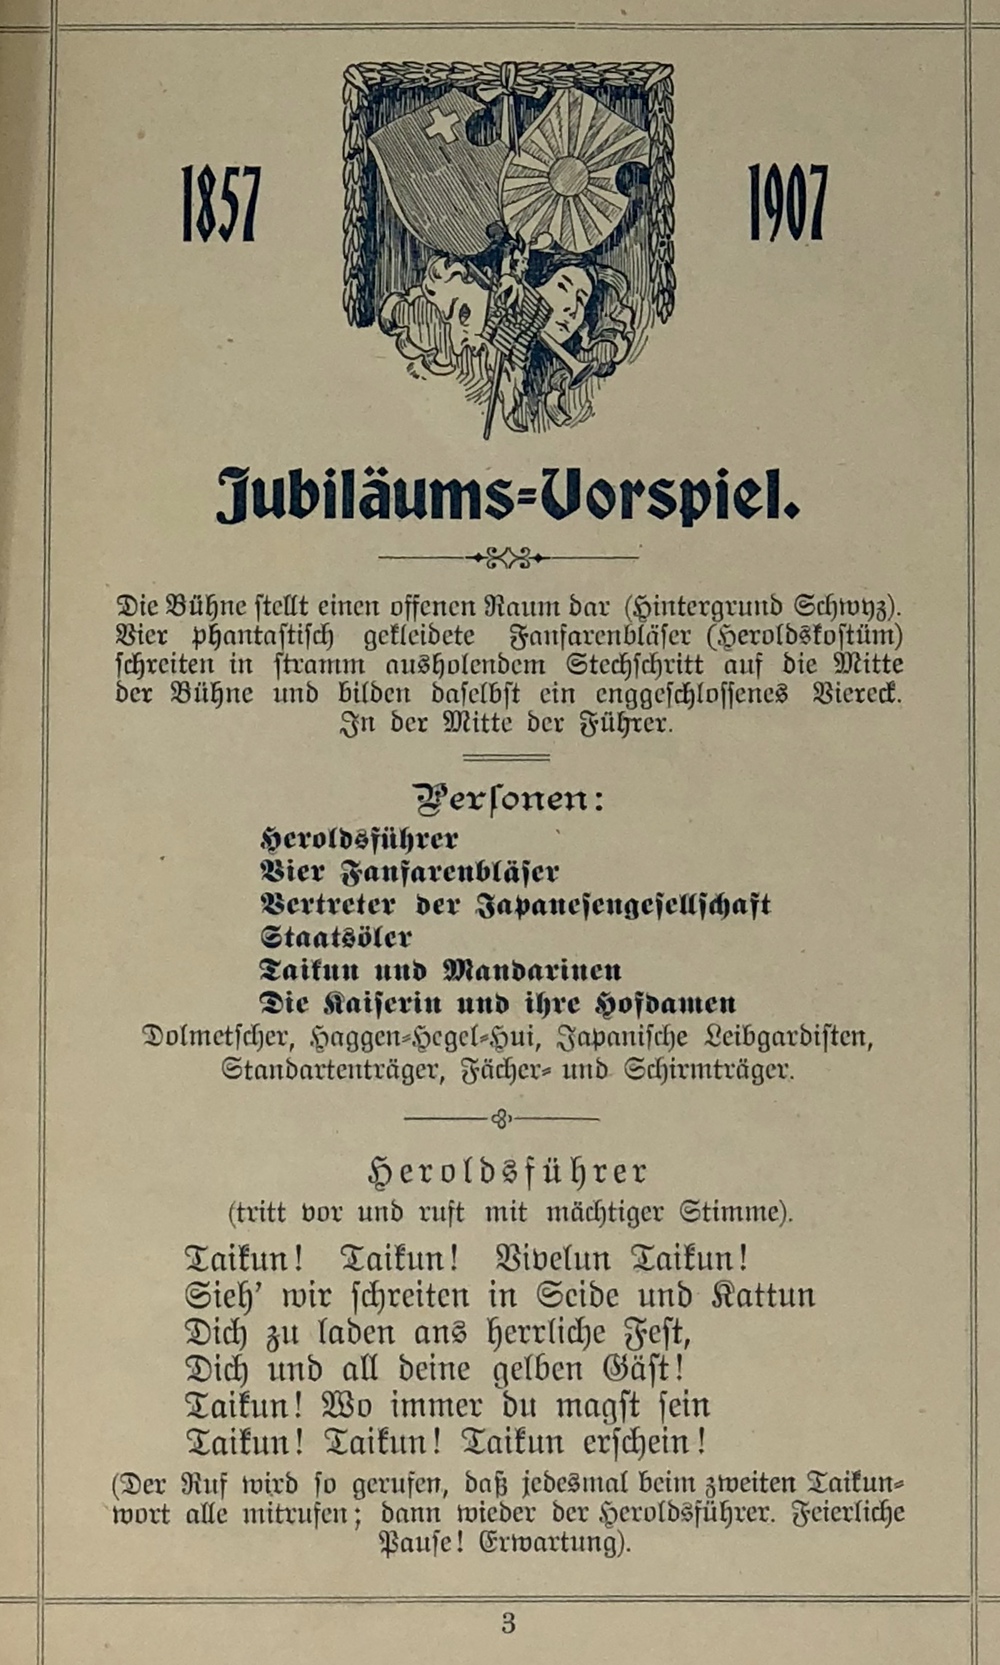 1857
1907
Jubiläums-Vorspiel.
Die Bühne stellt einen offenen Raum dar (Hintergrund Schwyz).
Vier phantastisch gekleidete Fanfarenbläser (Heroldskostüm)
schreiten in stramm ausholendem Stechschritt auf die Mitte
der Bühne und bilden daselbst ein enggeschlossenes Viereck.
In der Mitte der Führer.
Personen:
Heroldsführer
Vier Fanfarenbläser
Vertreter der Japanesengesellschaft
Staatsöler
Taikun und Mandarinen
Die Kaiserin und ihre Hofdamen
Dolmetscher, Haggen-Hegel-Hui, Japanische Leibgardisten,
Standartenträger, Fächer- und Schirmträger.
Heroldsführer
(tritt vor und ruft mit mächtiger Stimme).
Taikun! Taikun! Vivelun Taikun!
Sieh' wir schreiten in Seide und Kattun
Dich zu laden ans herrliche Fest,
Dich und all deine gelben Gäst!
Taikun! Wo immer du magst sein
Taikun! Taikun! Taikun erschein!
(Der Ruf wird so gerufen, daß jedesmal beim zweiten Taikun-
wort alle mitrufen; dann wieder der Heroldsführer. Feierliche
Pause! Erwartung).
3